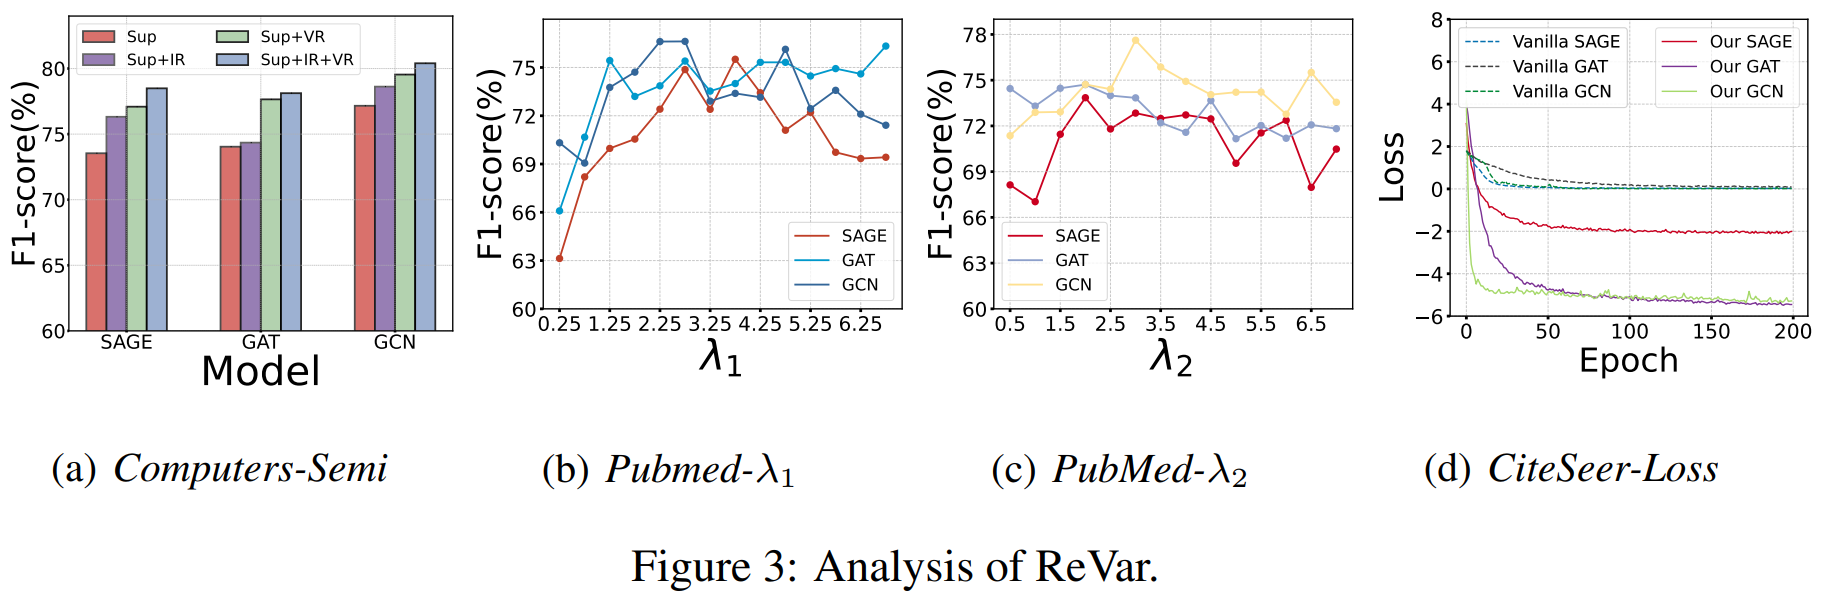 F1-score(%)
80
75
70
65
60
Sup
Sup+IR
Sup+VR
Sup+IR+VR
SAGE GAT GCN
Model
F1-score(%)
75
72
69
66
63
60
SAGE
GAT
GCN
0.25 1.25 2.25 3.25 4.25 5.25 6.25
λ1
F1-score(%)
78
75
72
69
66
63
60
SAGE
GAT
GCN
0.5 1.5 2.5 3.5 4.5 5.5 6.5
λ2
Loss
8
6
4
2
0
−2
−4
−6
Vanilla SAGE
Vanilla GAT
Vanilla GCN
Our SAGE
Our GAT
Our GCN
0 50 100 150 200
Epoch
(a) Computers-Semi
(b) Pubmed-λ1
(c) PubMed-λ2
(d) CiteSeer-Loss
Figure 3: Analysis of ReVar.